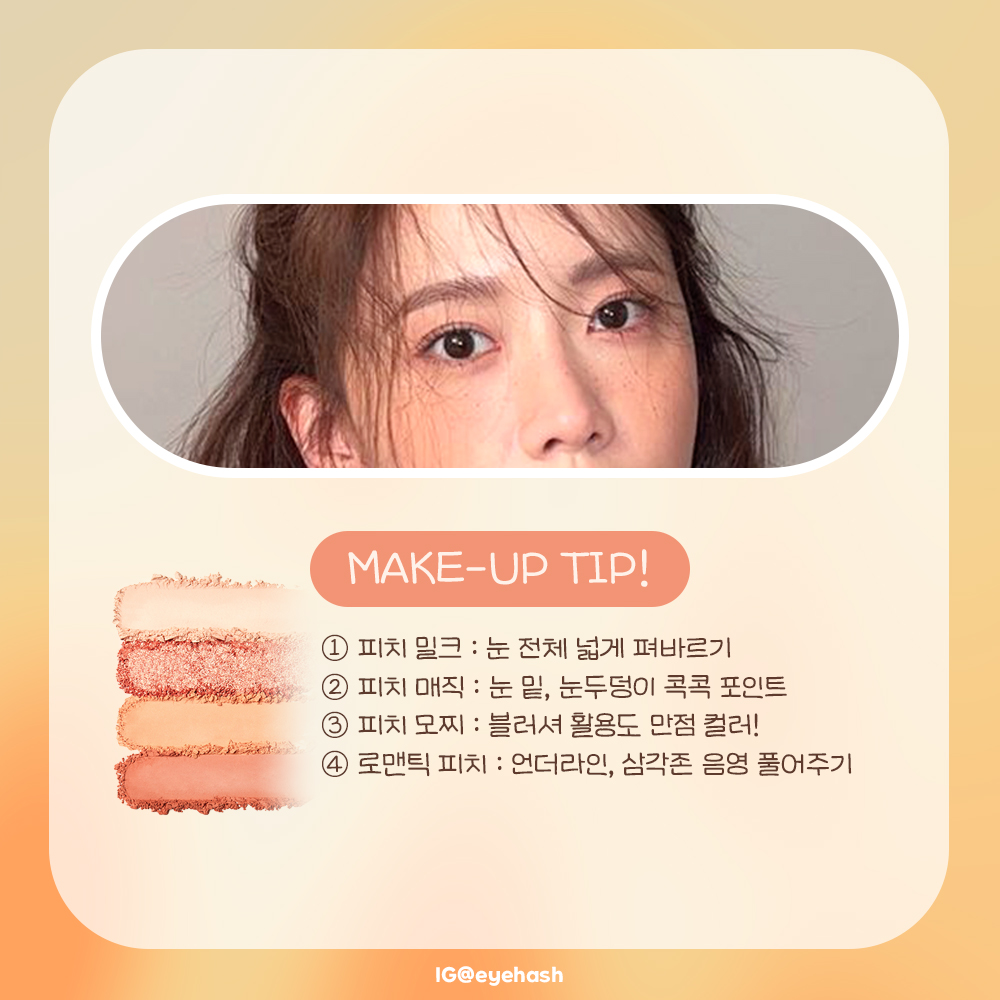 MAKE-UP TIP!
① 피치 밀크 : 눈 전체 넓게 펴바르기
② 피치 매직 : 눈 밑, 눈두덩이 콕콕 포인트
③ 피치 모찌 : 블러셔 활용도 만점 컬러!
④ 로맨틱 피치 : 언더라인, 삼각존 음영 풀어주기
IG@eyehash